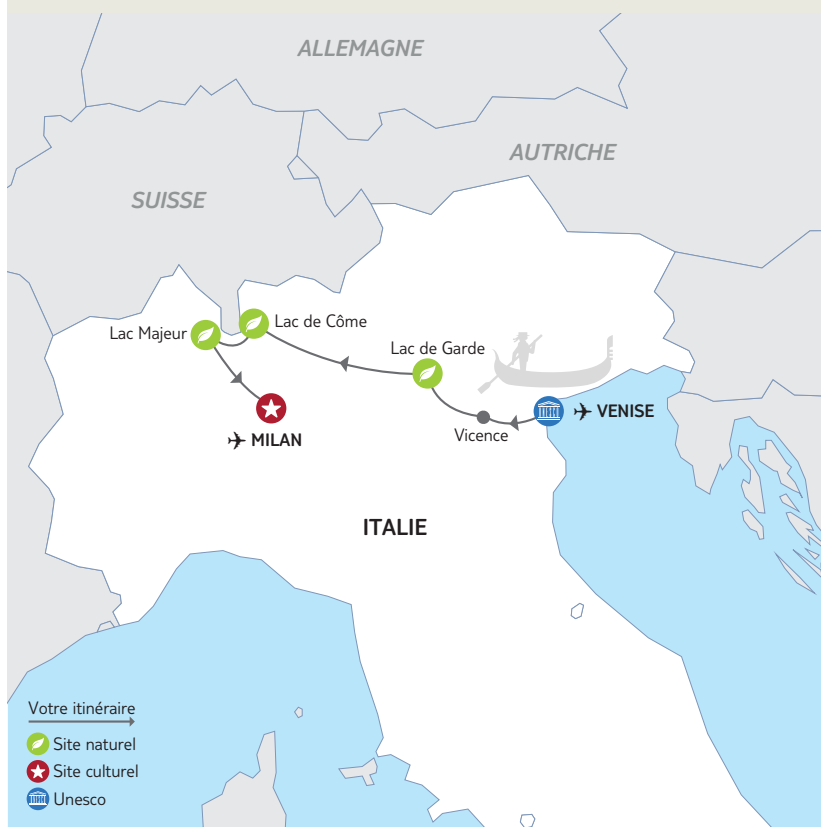 ALLEMAGNE
AUTRICHE
SUISSE
Lac Majeur
Lac de Côme
Lac de Garde
VENISE
Vicence
MILAN
ITALIE
Votre itinéraire
Site naturel
Site culturel
Unesco